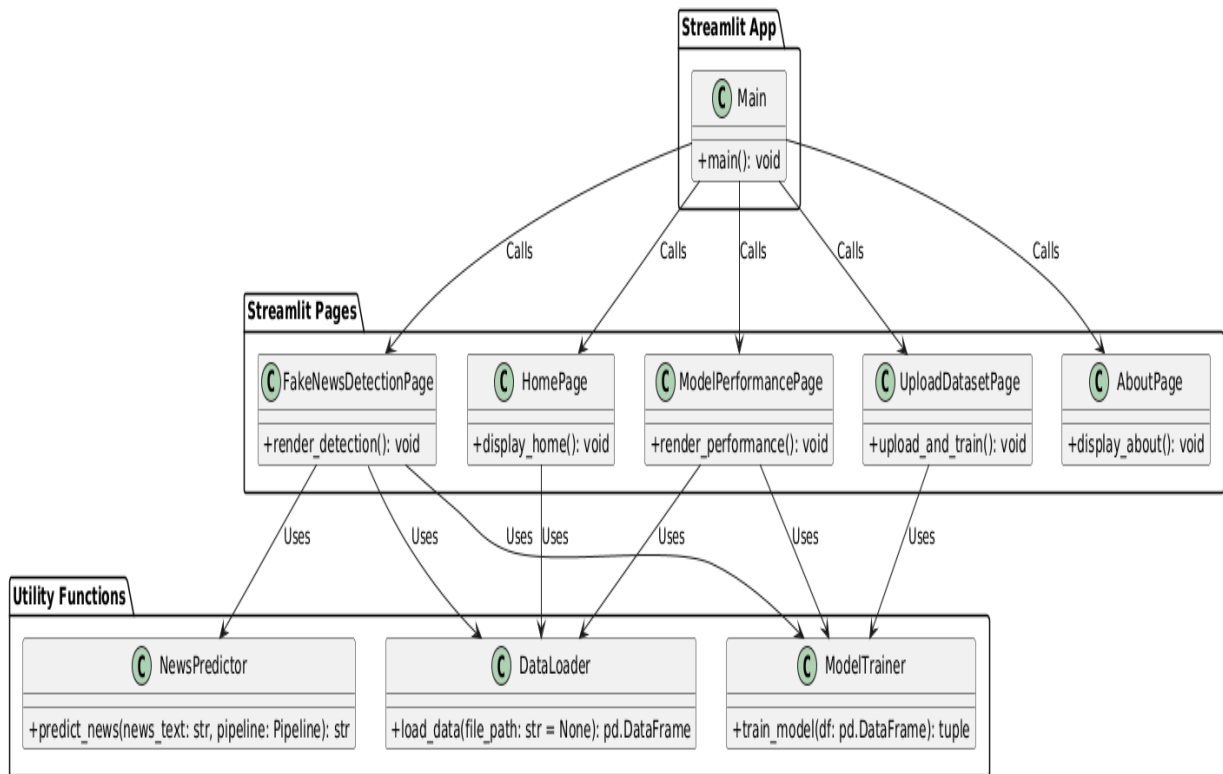 Streamlit App
C Main
+main(): void
Calls
Calls
Calls
Calls
Calls
Streamlit Pages
C FakeNewsDetectionPage
+render_detection(): void
C HomePage
+display_home(): void
C ModelPerformancePage
+render_performance(): void
C UploadDatasetPage
+upload_and_train(): void
C AboutPage
+display_about(): void
Uses
Uses
Uses
Uses
Uses
Uses
Uses
Utility Functions
C NewsPredictor
+predict_news(news_text: str, pipeline: Pipeline): str
C DataLoader
+load_data(file_path: str = None): pd.DataFrame
C ModelTrainer
+train_model(df: pd.DataFrame): tuple